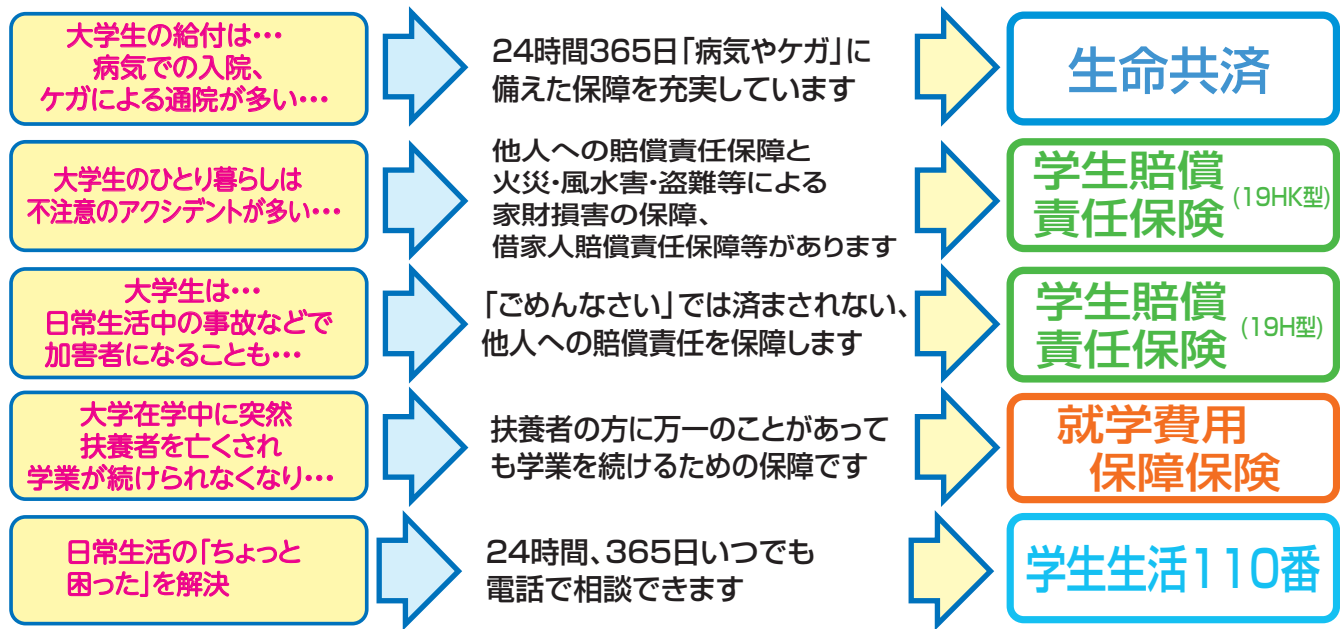 大学生の給付は…
病気での入院、
ケガによる通院が多い…
24時間365日「病気やケガ」に
備えた保障を充実しています
生命共済
大学生のひとり暮らしは
不注意のアクシデントが多い…
他人への賠償責任保障と
火災・風水害・盗難等による
家財損害の保障、
借家人賠償責任保障等があります
学生賠償
責任保険(19HK型)
大学生は…
日常生活中の事故などで
加害者になることも…
「ごめんなさい」では済まされない、
他人への賠償責任を保障します
学生賠償
責任保険(19H型)
大学在学中に突然
扶養者を亡くされ
学業が続けられなくなり…
扶養者の方に万一のことがあって
も学業を続けるための保障です
就学費用
保障保険
日常生活の「ちょっと
困った」を解決
24時間、365日いつでも
電話で相談できます
学生生活110番